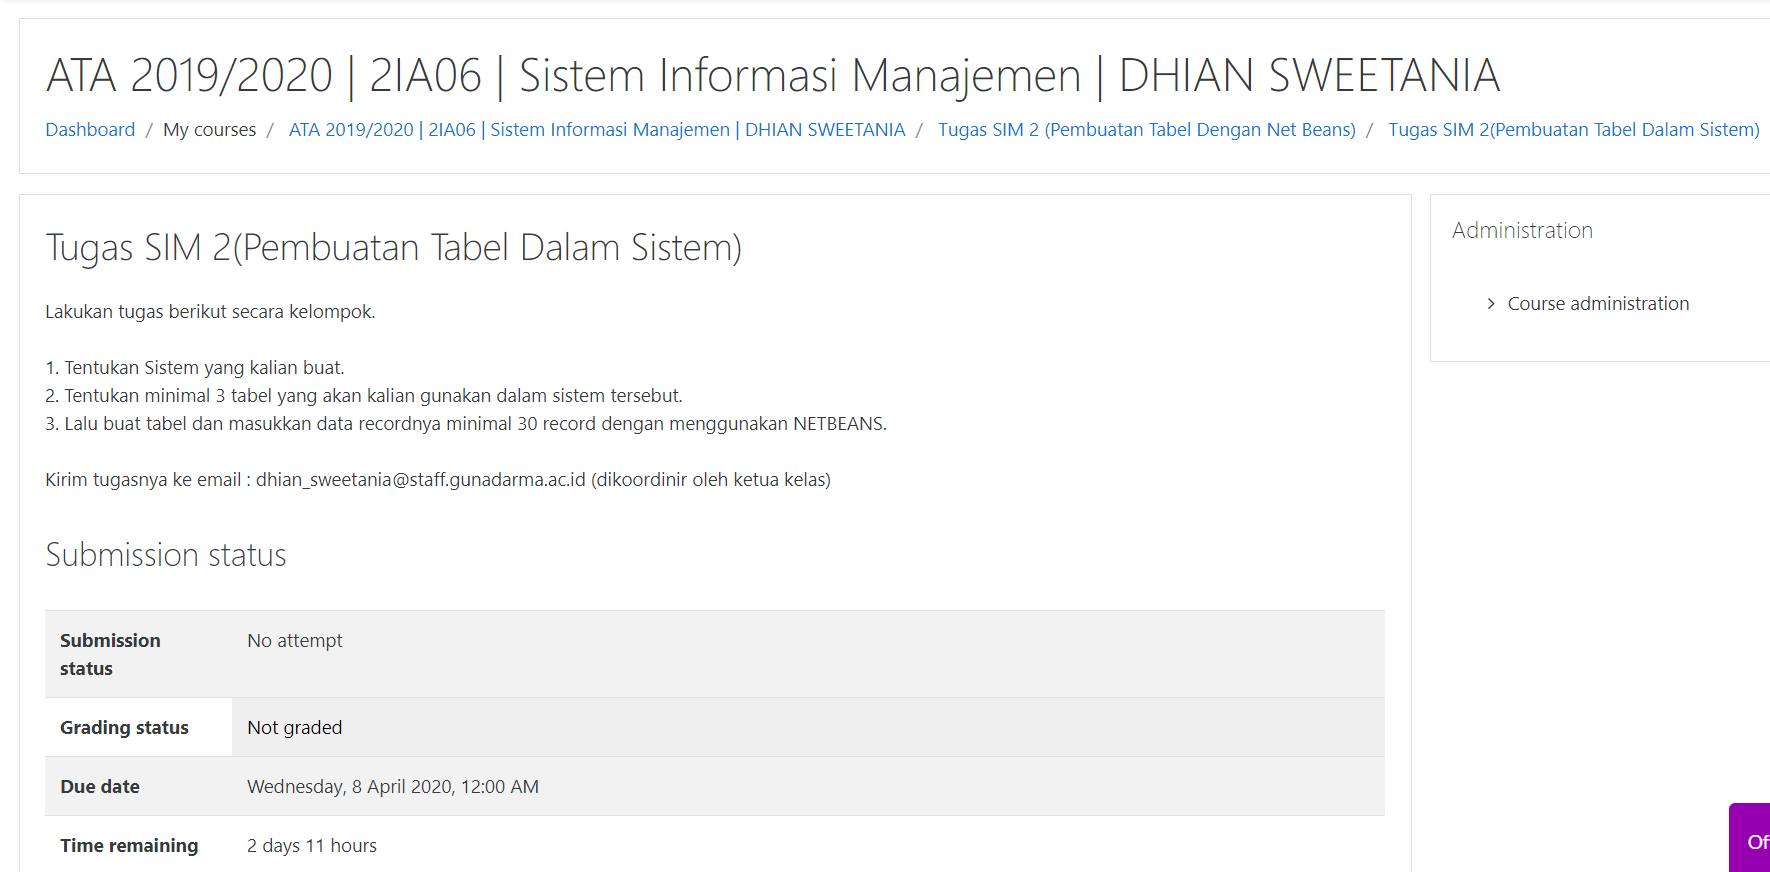 ATA 2019/2020 | 2IA06 | Sistem Informasi Manajemen | DHIAN SWEETANIA
Dashboard / My courses / ATA 2019/2020 | 2IA06 | Sistem Informasi Manajemen | DHIAN SWEETANIA / Tugas SIM 2 (Pembuatan Tabel Dengan Net Beans) / Tugas SIM 2(Pembuatan Tabel Dalam Sistem)
Tugas SIM 2(Pembuatan Tabel Dalam Sistem)
Lakukan tugas berikut secara kelompok.
1. Tentukan Sistem yang kalian buat.
2. Tentukan minimal 3 tabel yang akan kalian gunakan dalam sistem tersebut.
3. Lalu buat tabel dan masukkan data recordnya minimal 30 record dengan menggunakan NETBEANS.
Kirim tugasnya ke email : dhian_sweetania@staff.gunadarma.ac.id (dikoordinir oleh ketua kelas)
Submission status
Submission status No attempt
Grading status Not graded
Due date Wednesday, 8 April 2020, 12:00 AM
Time remaining 2 days 11 hours
Administration
> Course administration